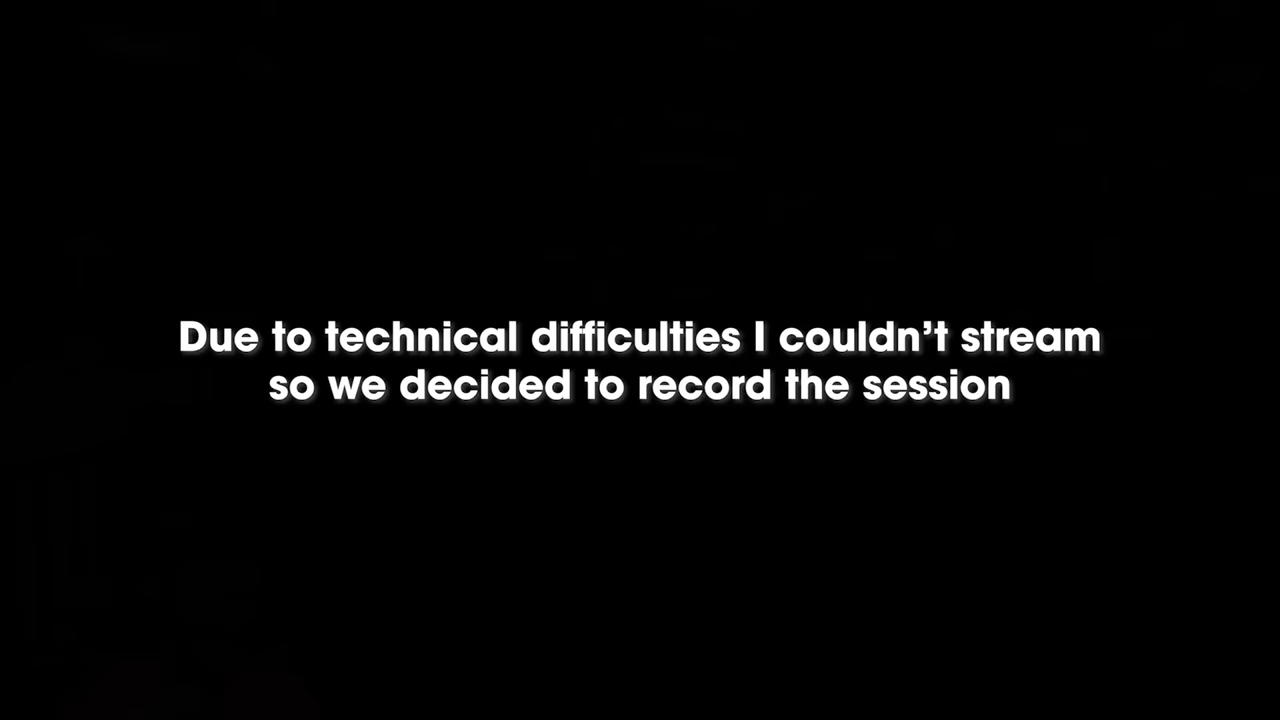 Due to technical difficulties I couldn’t stream
so we decided to record the session